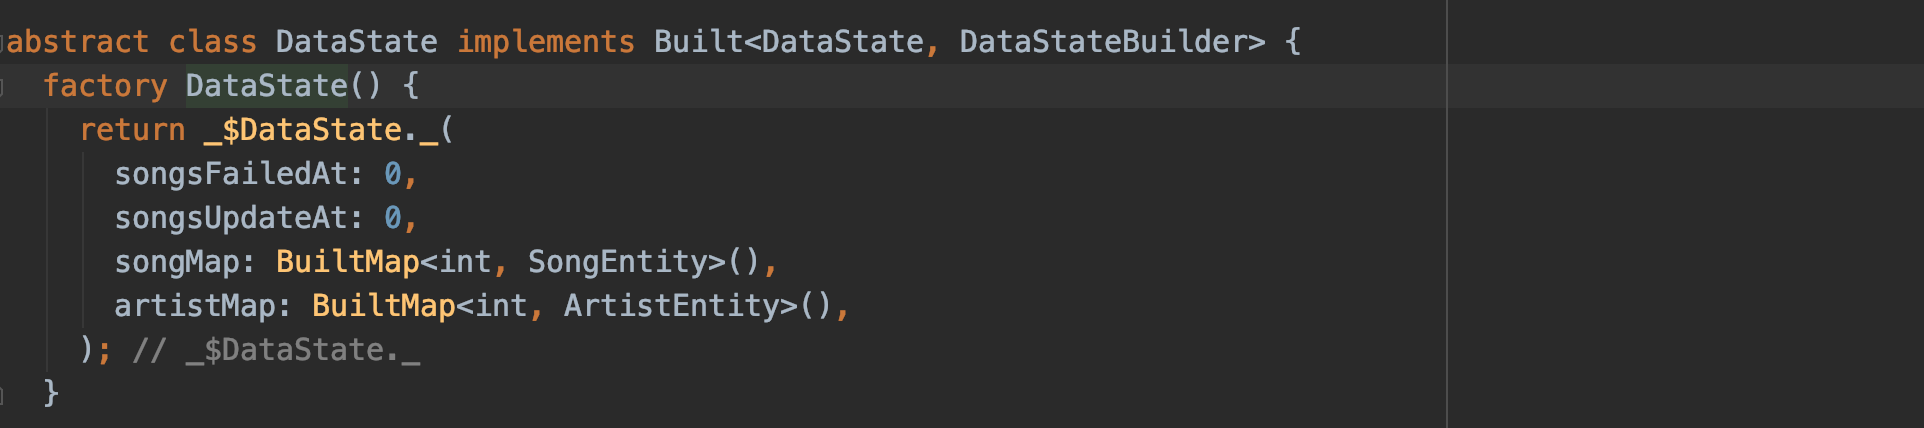 abstract class DataState implements Built<DataState, DataStateBuilder> {
factory DataState() {
return _$DataState._(
songsFailedAt: 0,
songsUpdateAt: 0,
songMap: BuiltMap<int, SongEntity>(),
artistMap: BuiltMap<int, ArtistEntity>(),
); // _$DataState._
}